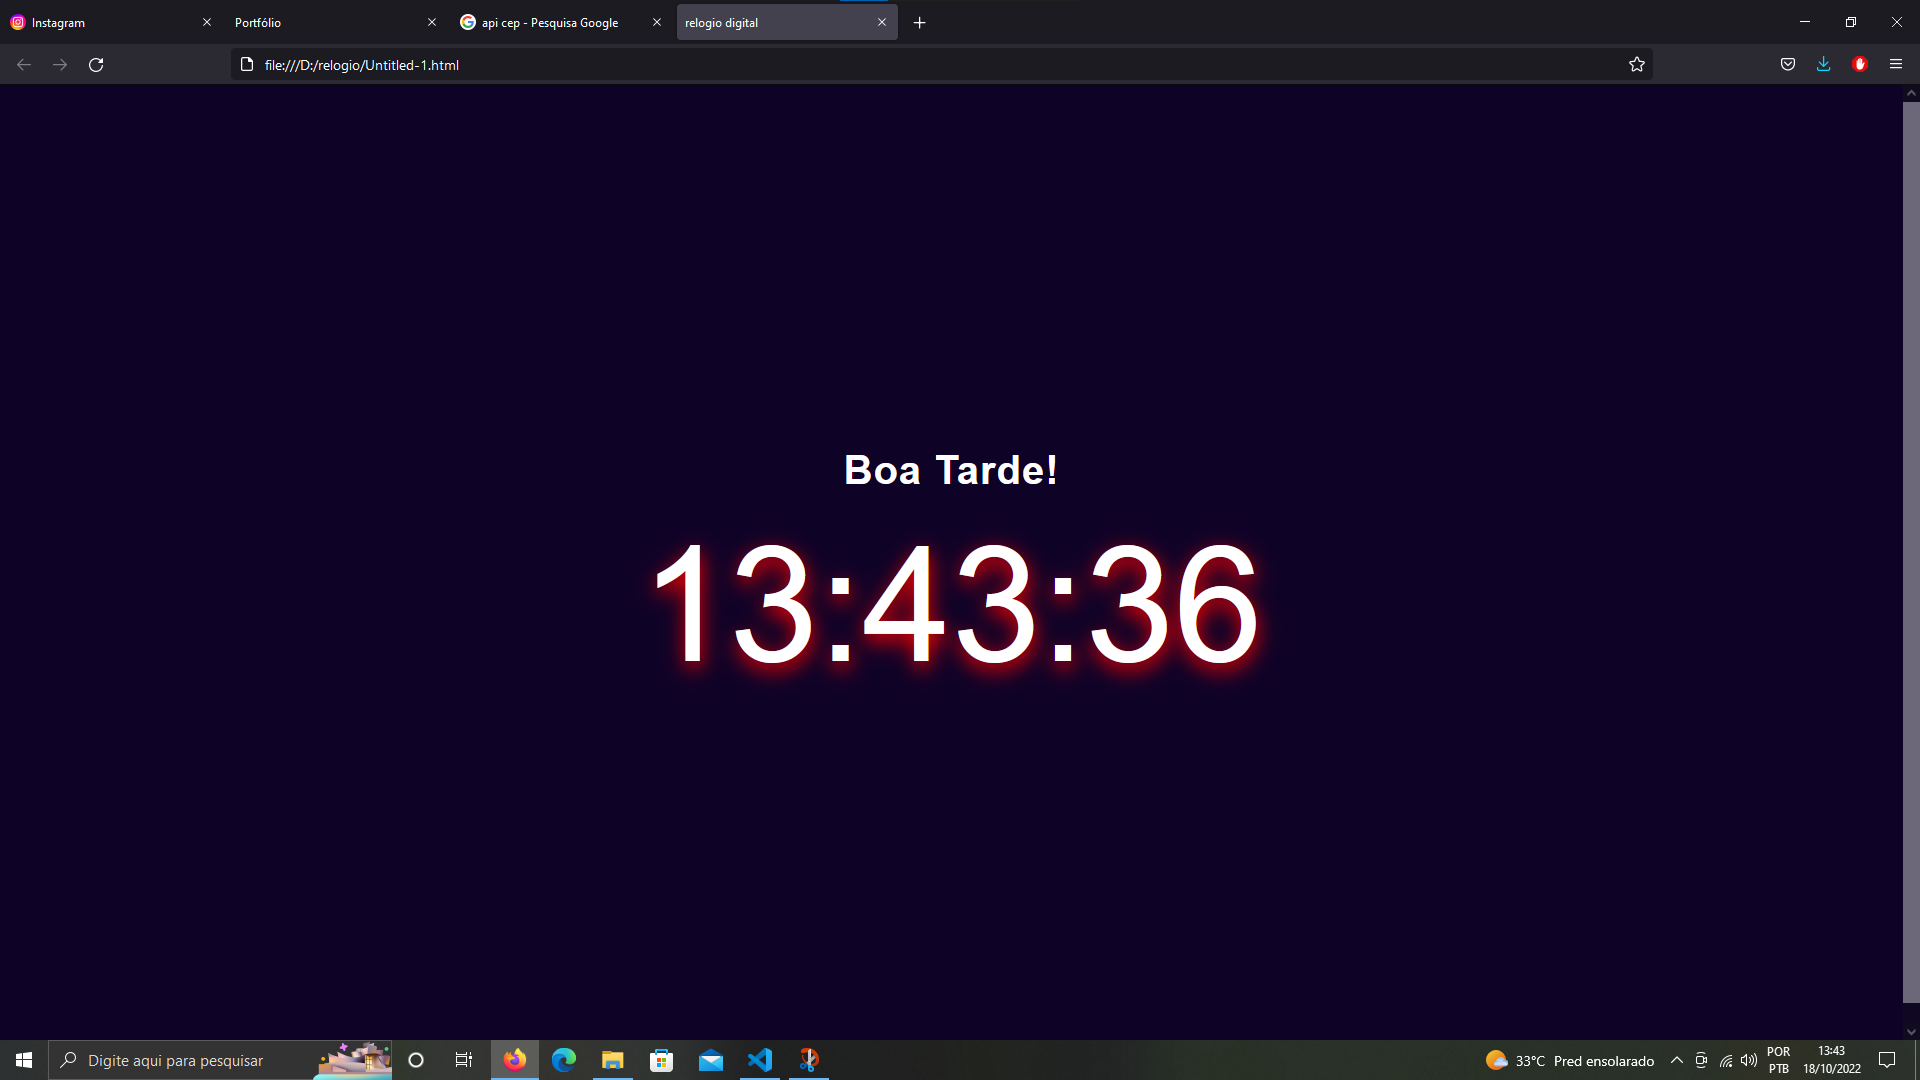 Instagram
Portfólio
api cep - Pesquisa Google
relogio digital
file:///D:/relogio/Untitled-1.html
Boa Tarde!
13:43:36
Digite aqui para pesquisar
33°C Pred ensolarado
POR
PTB
13:43
18/10/2022